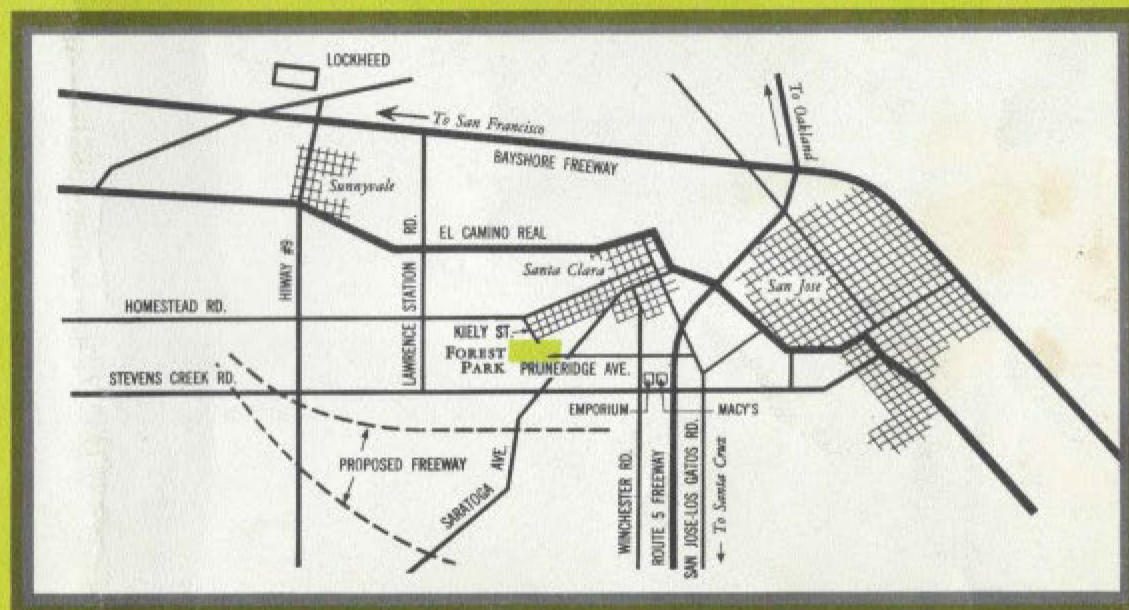 LOCKHEED
To San Francisco
To Oakland
BAYSHORE FREEWAY
Sunnyvale
EL CAMINO REAL
HIWAY #9
LAWRENCE STATION RD.
Santa Clara
San Jose
HOMESTEAD RD.
KIELY ST.
FOREST
PARK
PRUNERIDGE AVE.
STEVENS CREEK RD.
EMPORIUM
MACY'S
PROPOSED FREEWAY
SARATOGA AVE.
WINCHESTER RD.
ROUTE 5 FREEWAY
SAN JOSE-LOS GATOS RD.
To Santa Cruz